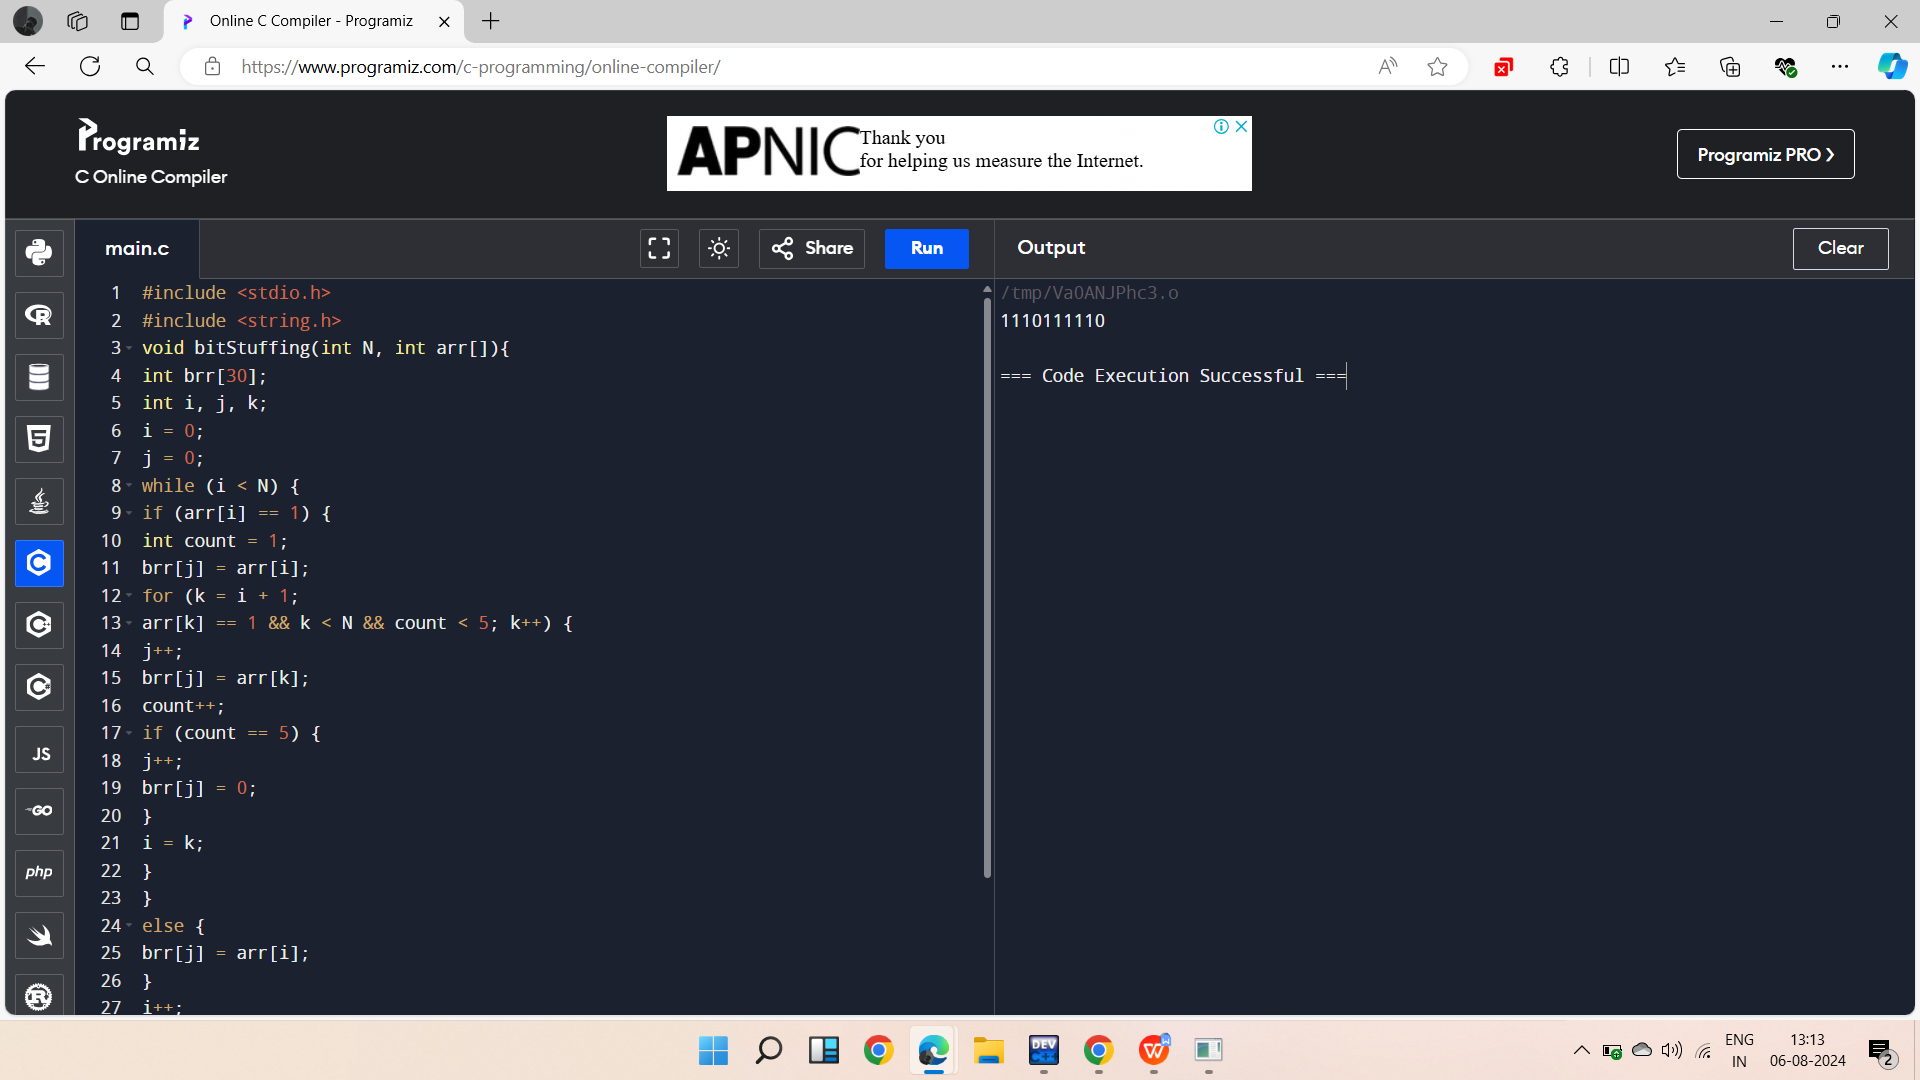 Online C Compiler - Programiz
https://www.programiz.com/c-programming/online-compiler/
Programiz
C Online Compiler
APNIC
Thank you
for helping us measure the Internet.
Programiz PRO
main.c
Share
Run
Output
Clear
1 #include <stdio.h>
2 #include <string.h>
3 void bitStuffing(int N, int arr[]){
4 int brr[30];
5 int i, j, k;
6 i = 0;
7 j = 0;
8 while (i < N) {
9 if (arr[i] == 1) {
10 int count = 1;
11 brr[j] = arr[i];
12 for (k = i + 1;
13 arr[k] == 1 && k < N && count < 5; k++) {
14 j++;
15 brr[j] = arr[k];
16 count++;
17 if (count == 5) {
18 j++;
19 brr[j] = 0;
20 }
21 i = k;
22 }
23 }
24 else {
25 brr[j] = arr[i];
26 }
27 i++;
/tmp/VaOANJPhc3.o
1110111110
=== Code Execution Successful ===
JS
GO
php
DEV
ENG
IN
13:13
06-08-2024
2